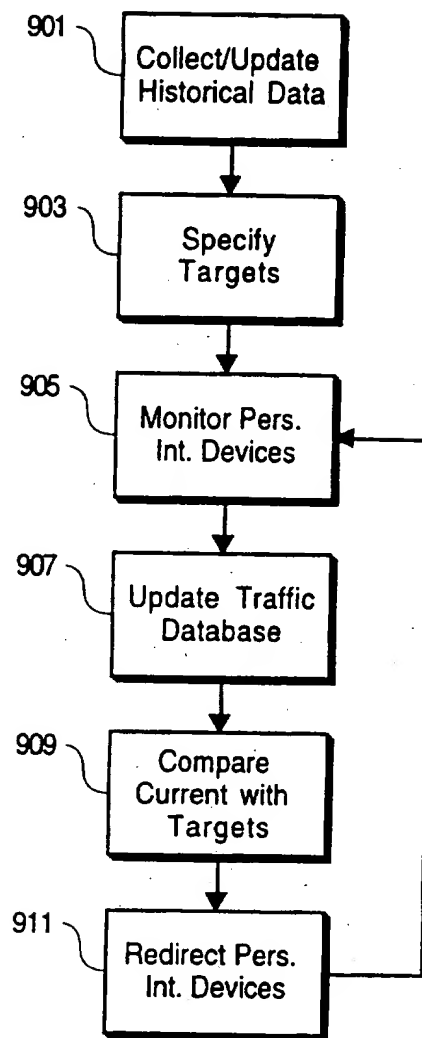 901
Collect/Update
Historical Data
903
Specify
Targets
905
Monitor Pers.
Int. Devices
907
Update Traffic
Database
909
Compare
Current with
Targets
911
Redirect Pers.
Int. Devices